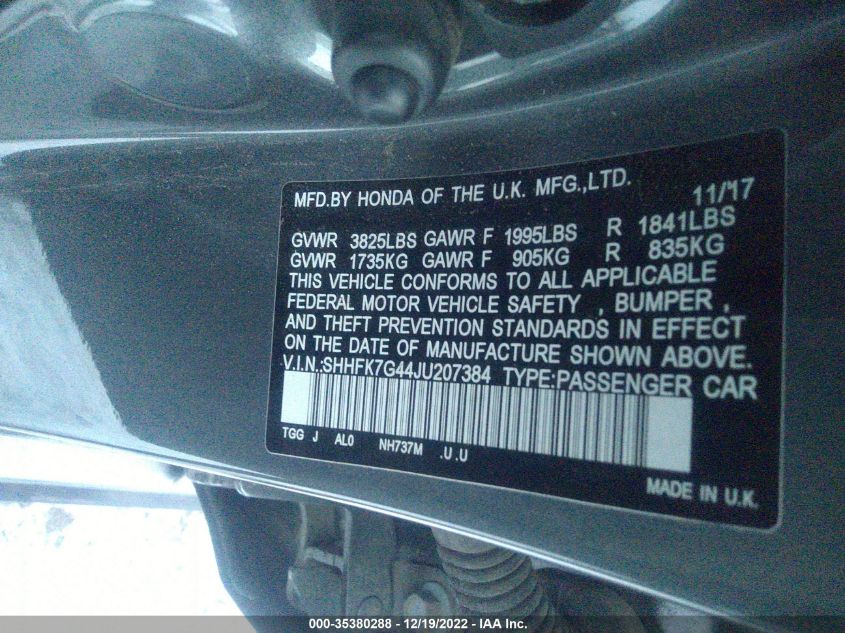 MFD.BY HONDA OF THE U.K. MFG.,LTD. 11/17
GVWR 3825LBS GAWR F 1995LBS R 1841LBS
GVWR 1735KG GAWR F 905KG R 835KG
THIS VEHICLE CONFORMS TO ALL APPLICABLE
FEDERAL MOTOR VEHICLE SAFETY , BUMPER ,
AND THEFT PREVENTION STANDARDS IN EFFECT
ON THE DATE OF MANUFACTURE SHOWN ABOVE.
V.I.N.:SHHFK7G44JU207384 TYPE:PASSENGER CAR
TGG J AL0 NH737M .U.U
MADE IN U.K.
000-35380288 - 12/19/2022 - IAA Inc.